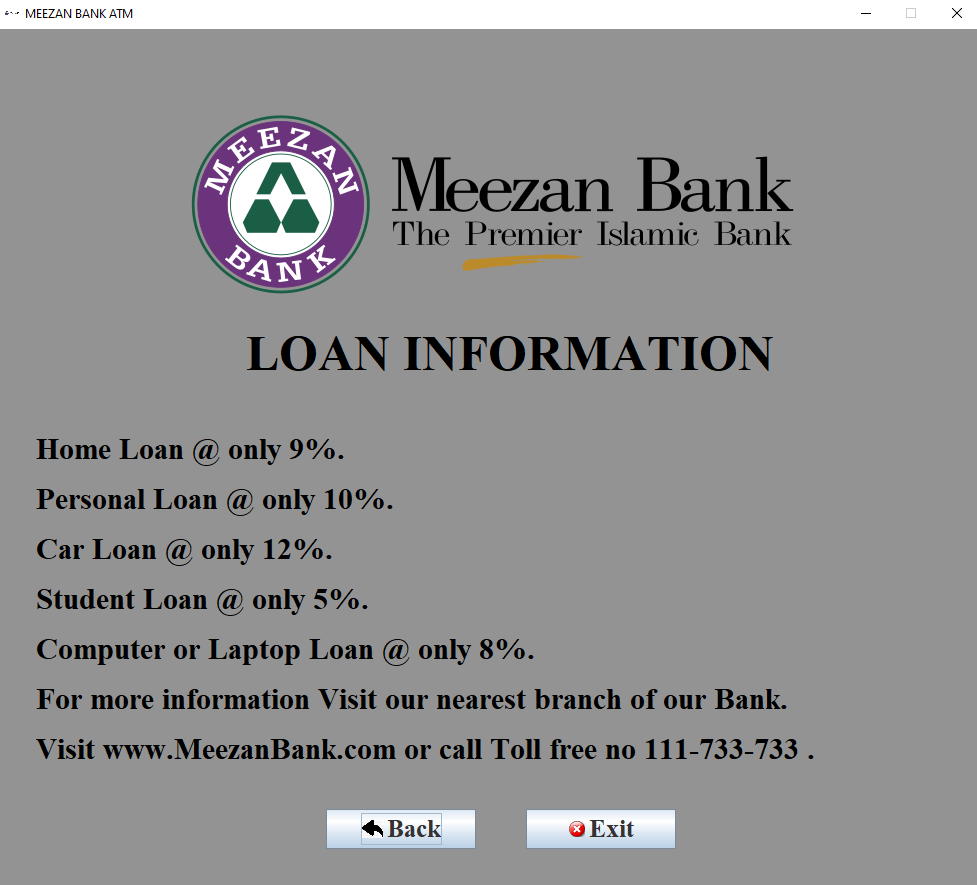 MEEZAN BANK ATM
MEEZAN
BANK
Meezan Bank
The Premier Islamic Bank
LOAN INFORMATION
Home Loan @ only 9%.
Personal Loan @ only 10%.
Car Loan @ only 12%.
Student Loan @ only 5%.
Computer or Laptop Loan @ only 8%.
For more information Visit our nearest branch of our Bank.
Visit www.MeezanBank.com or call Toll free no 111-733-733 .
Back
Exit